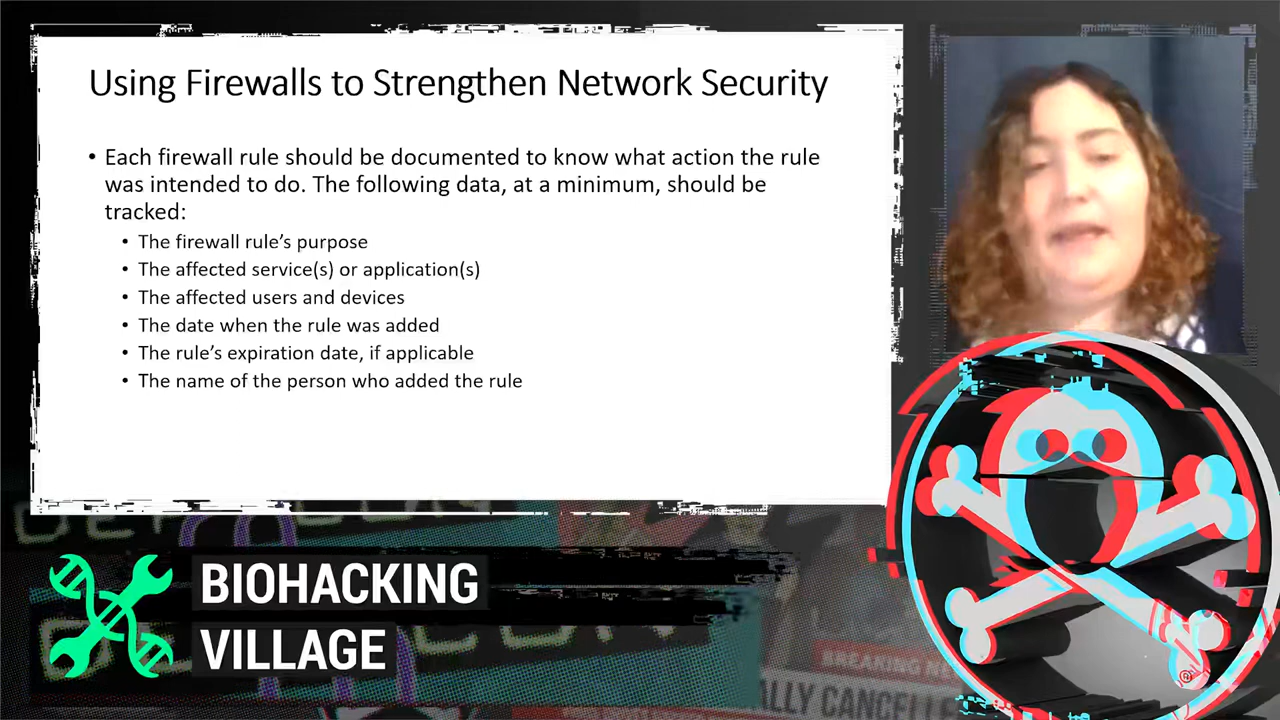 Using Firewalls to Strengthen Network Security
• Each firewall rule should be documented to know what action the rule
was intended to do. The following data, at a minimum, should be
tracked:
• The firewall rule's purpose
• The affected service(s) or application(s)
• The affected users and devices
• The date when the rule was added
• The rule's expiration date, if applicable
• The name of the person who added the rule
BIOHACKING
VILLAGE
BREAKING
ALLY CANCELLE
®